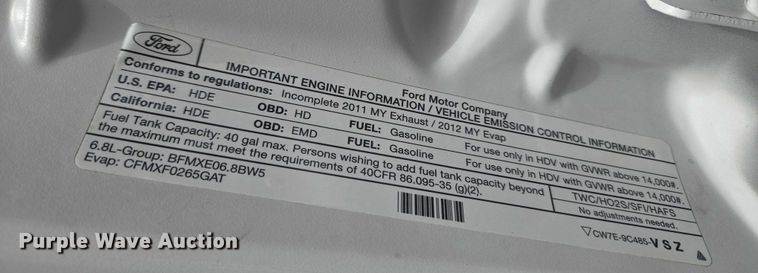 Ford
Ford Motor Company
IMPORTANT ENGINE INFORMATION / VEHICLE EMISSION CONTROL INFORMATION
Conforms to regulations: Incomplete 2011 MY Exhaust / 2012 MY Evap
U.S. EPA: HDE OBD: HD FUEL: Gasoline For use only in HDV with GVWR above 14,000#.
California: HDE OBD: EMD FUEL: Gasoline For use only in HDV with GVWR above 14,000#.
Fuel Tank Capacity: 40 gal max. Persons wishing to add fuel tank capacity beyond
the maximum must meet the requirements of 40CFR 86.095-35 (g)(2).
TWC/HO2S/SFI/HAFS
No adjustments needed.
6.8L-Group: BFMXE06.8BW5
Evap: CFMXF0265GAT
CW7E-9C485-VSZ
Purple Wave Auction